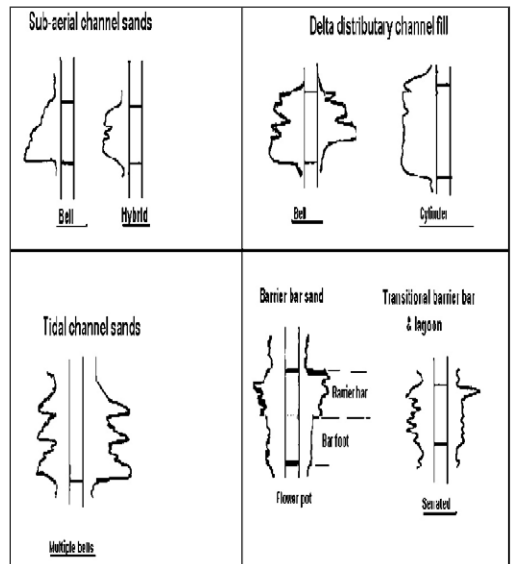 Sub-aerial channel sands
Bell
Hybrid
Delta distributary channel fill
Bell
Cylinder
Tidal channel sands
Multiple bells
Barrier bar sand
Barrier bar
Bar foot
Flower pot
Transitional barrier bar
& lagoon
Serrated